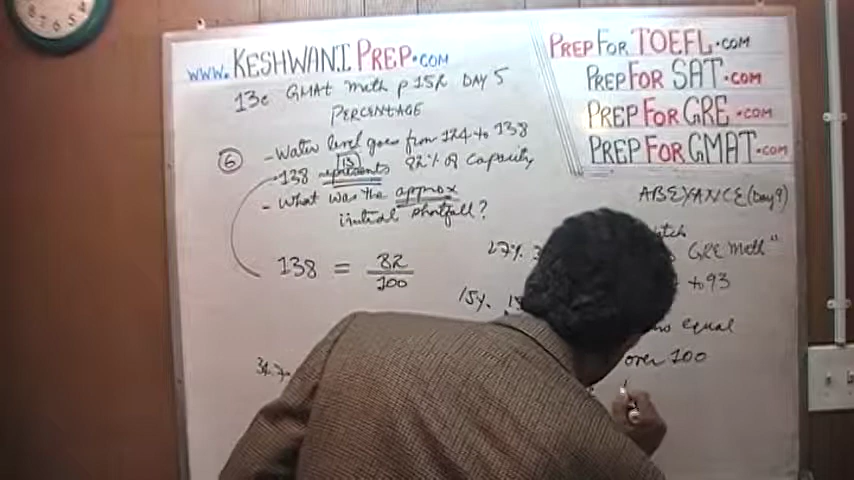 www.KESHWANI PREP.COM
13c GMAT Math p 152 DAY 5
PERCENTAGE
6 - Water level goes from 124 to 138
- 138 represents 82% of capacity
[is]
- What was the approx
initial shortfall?
138 = 82
100
PREP FOR TOEFL.COM
PREP FOR SAT.COM
PREP FOR GRE.COM
PREP FOR GMAT.COM
ABEYANCE (Day 9)
GRE Math"
to 93
equal
over 100
27%
15%